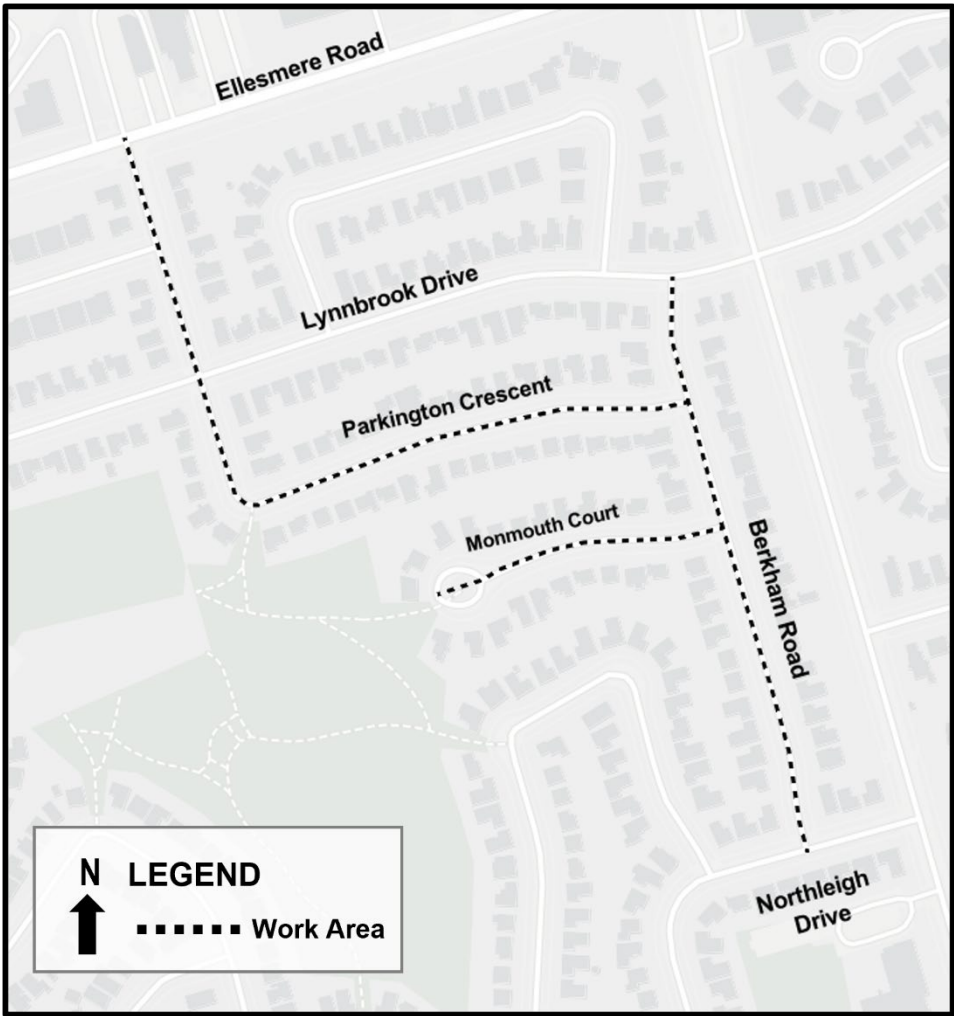 Ellesmere Road
Lynnbrook Drive
Parkington Crescent
Monmouth Court
Berkham Road
Northleigh
Drive
N LEGEND
Work Area